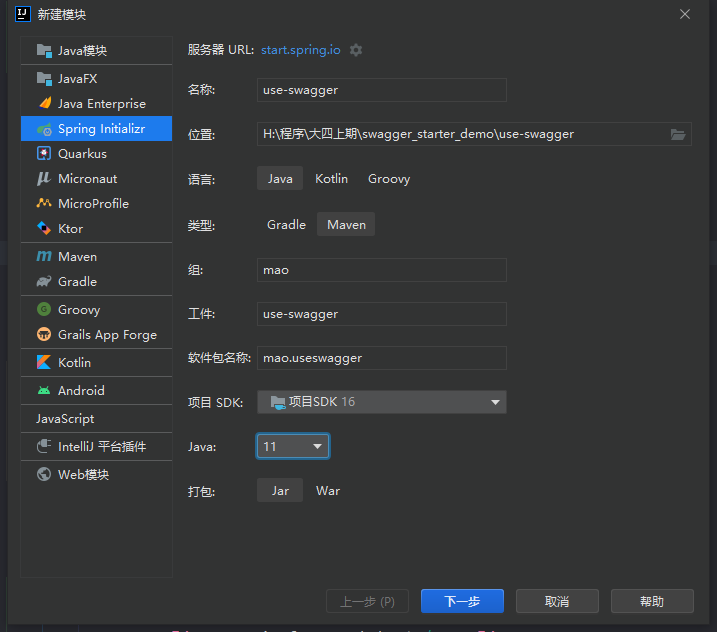 新建模块
Java模块
JavaFX
Java Enterprise
Spring Initializr
Quarkus
Micronaut
MicroProfile
Ktor
Maven
Gradle
Groovy
Grails App Forge
Kotlin
Android
JavaScript
IntelliJ 平台插件
Web模块
服务器 URL: start.spring.io
名称: use-swagger
位置: H:\程序\大四上期\swagger_starter_demo\use-swagger
语言: Java Kotlin Groovy
类型: Gradle Maven
组: mao
工件: use-swagger
软件包名称: mao.useswagger
项目 SDK: 项目SDK 16
Java: 11
打包: Jar War
上一步 (P) 下一步 取消 帮助